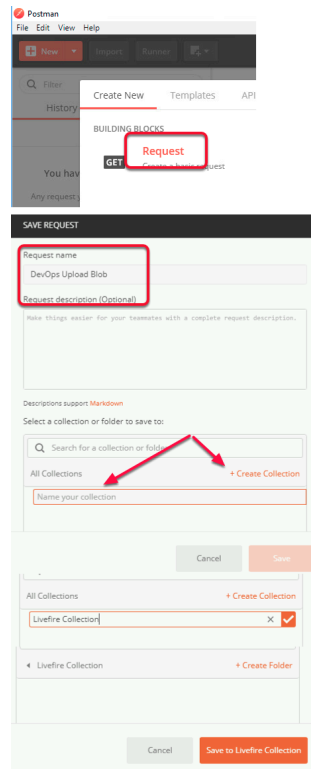 Postman
File Edit View Help
New Import Runner
Filter
Create New Templates API
History
BUILDING BLOCKS
Request
GET
Create a basic request
You hav
Any request
SAVE REQUEST
Request name
DevOps Upload Blob
Request description (Optional)
Make things easier for your teammates with a complete request description.
Descriptions support Markdown
Select a collection or folder to save to:
Search for a collection or folder
All Collections + Create Collection
Name your collection
Cancel Save
All Collections + Create Collection
Livefire Collection
Livefire Collection + Create Folder
Cancel Save to Livefire Collection